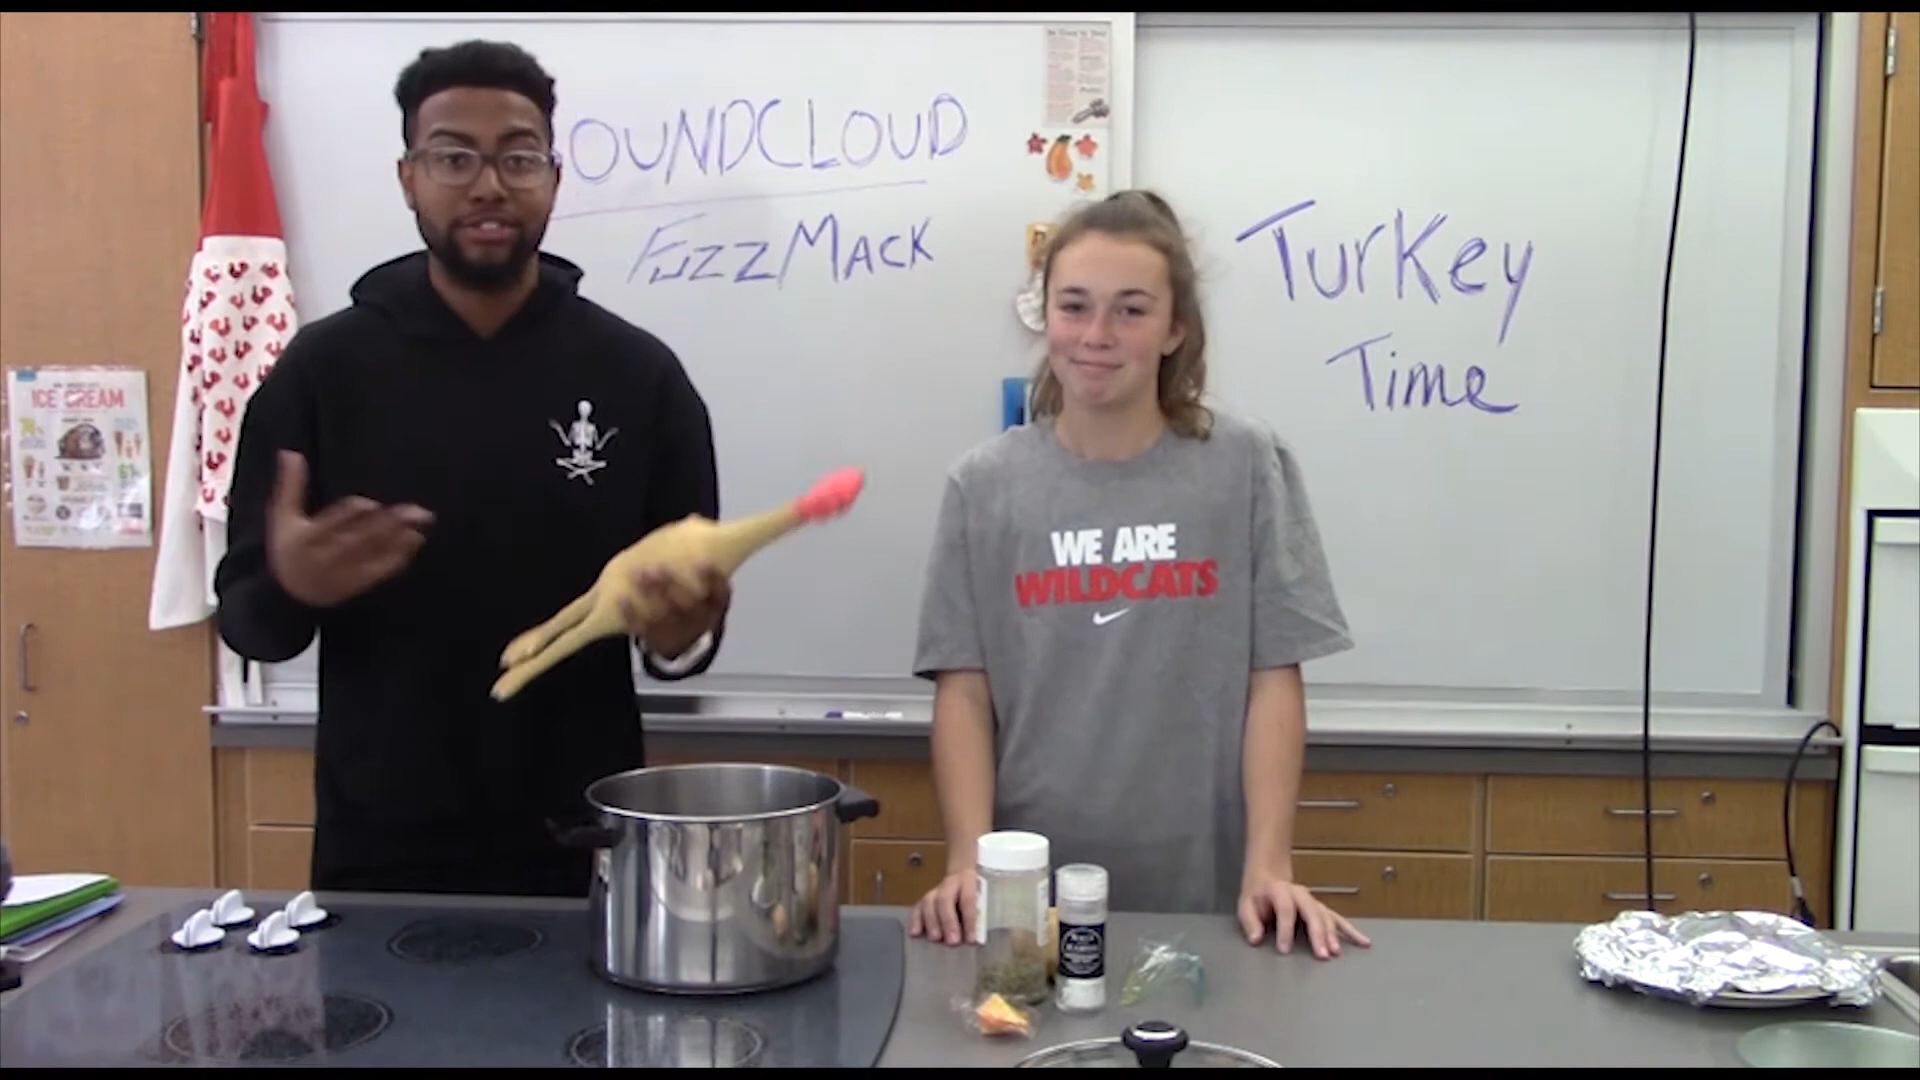 SOUNDCLOUD
FuzzMack
Turkey
Time
ICE CREAM
WE ARE
WILDCATS